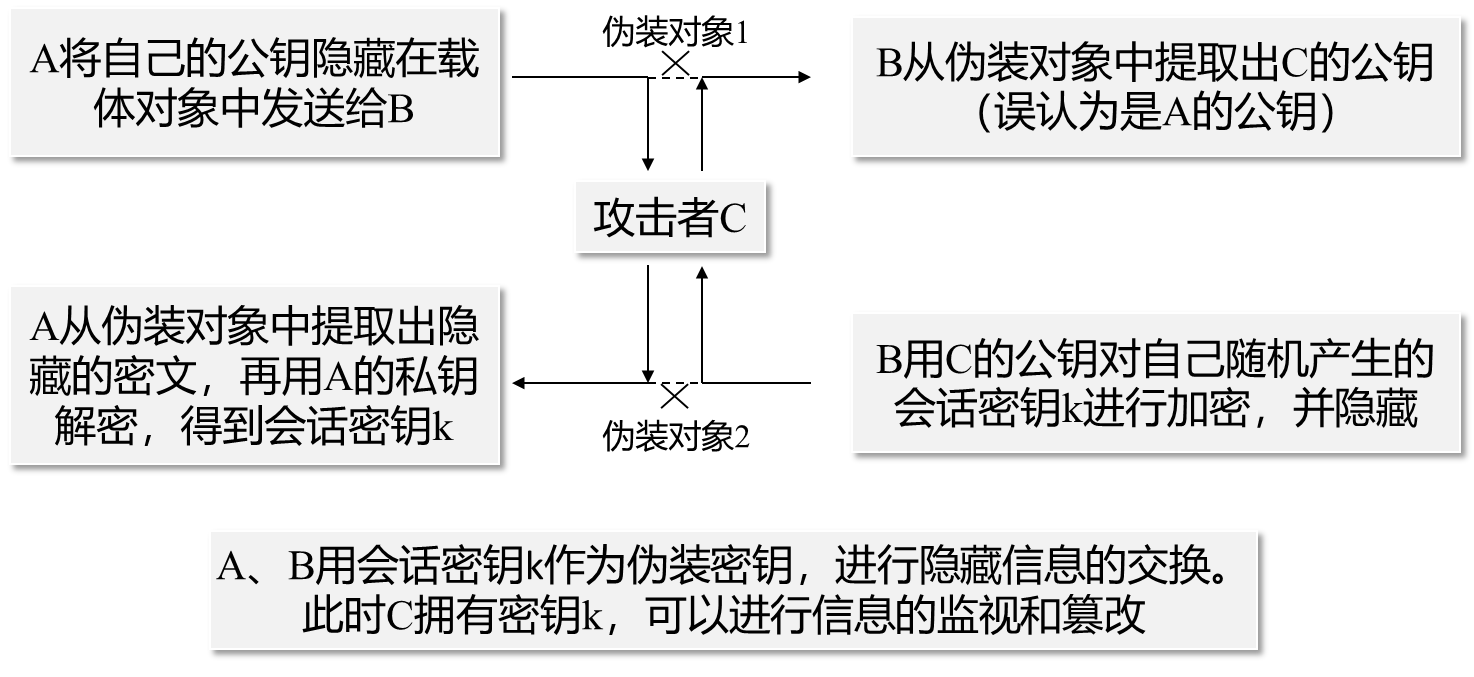 伪装对象1
A将自己的公钥隐藏在载
体对象中发送给B
B从伪装对象中提取出C的公钥
（误认为是A的公钥）
攻击者C
A从伪装对象中提取出隐
藏的密文，再用A的私钥
解密，得到会话密钥k
B用C的公钥对自己随机产生的
会话密钥k进行加密，并隐藏
伪装对象2
A、B用会话密钥k作为伪装密钥，进行隐藏信息的交换。
此时C拥有密钥k，可以进行信息的监视和篡改